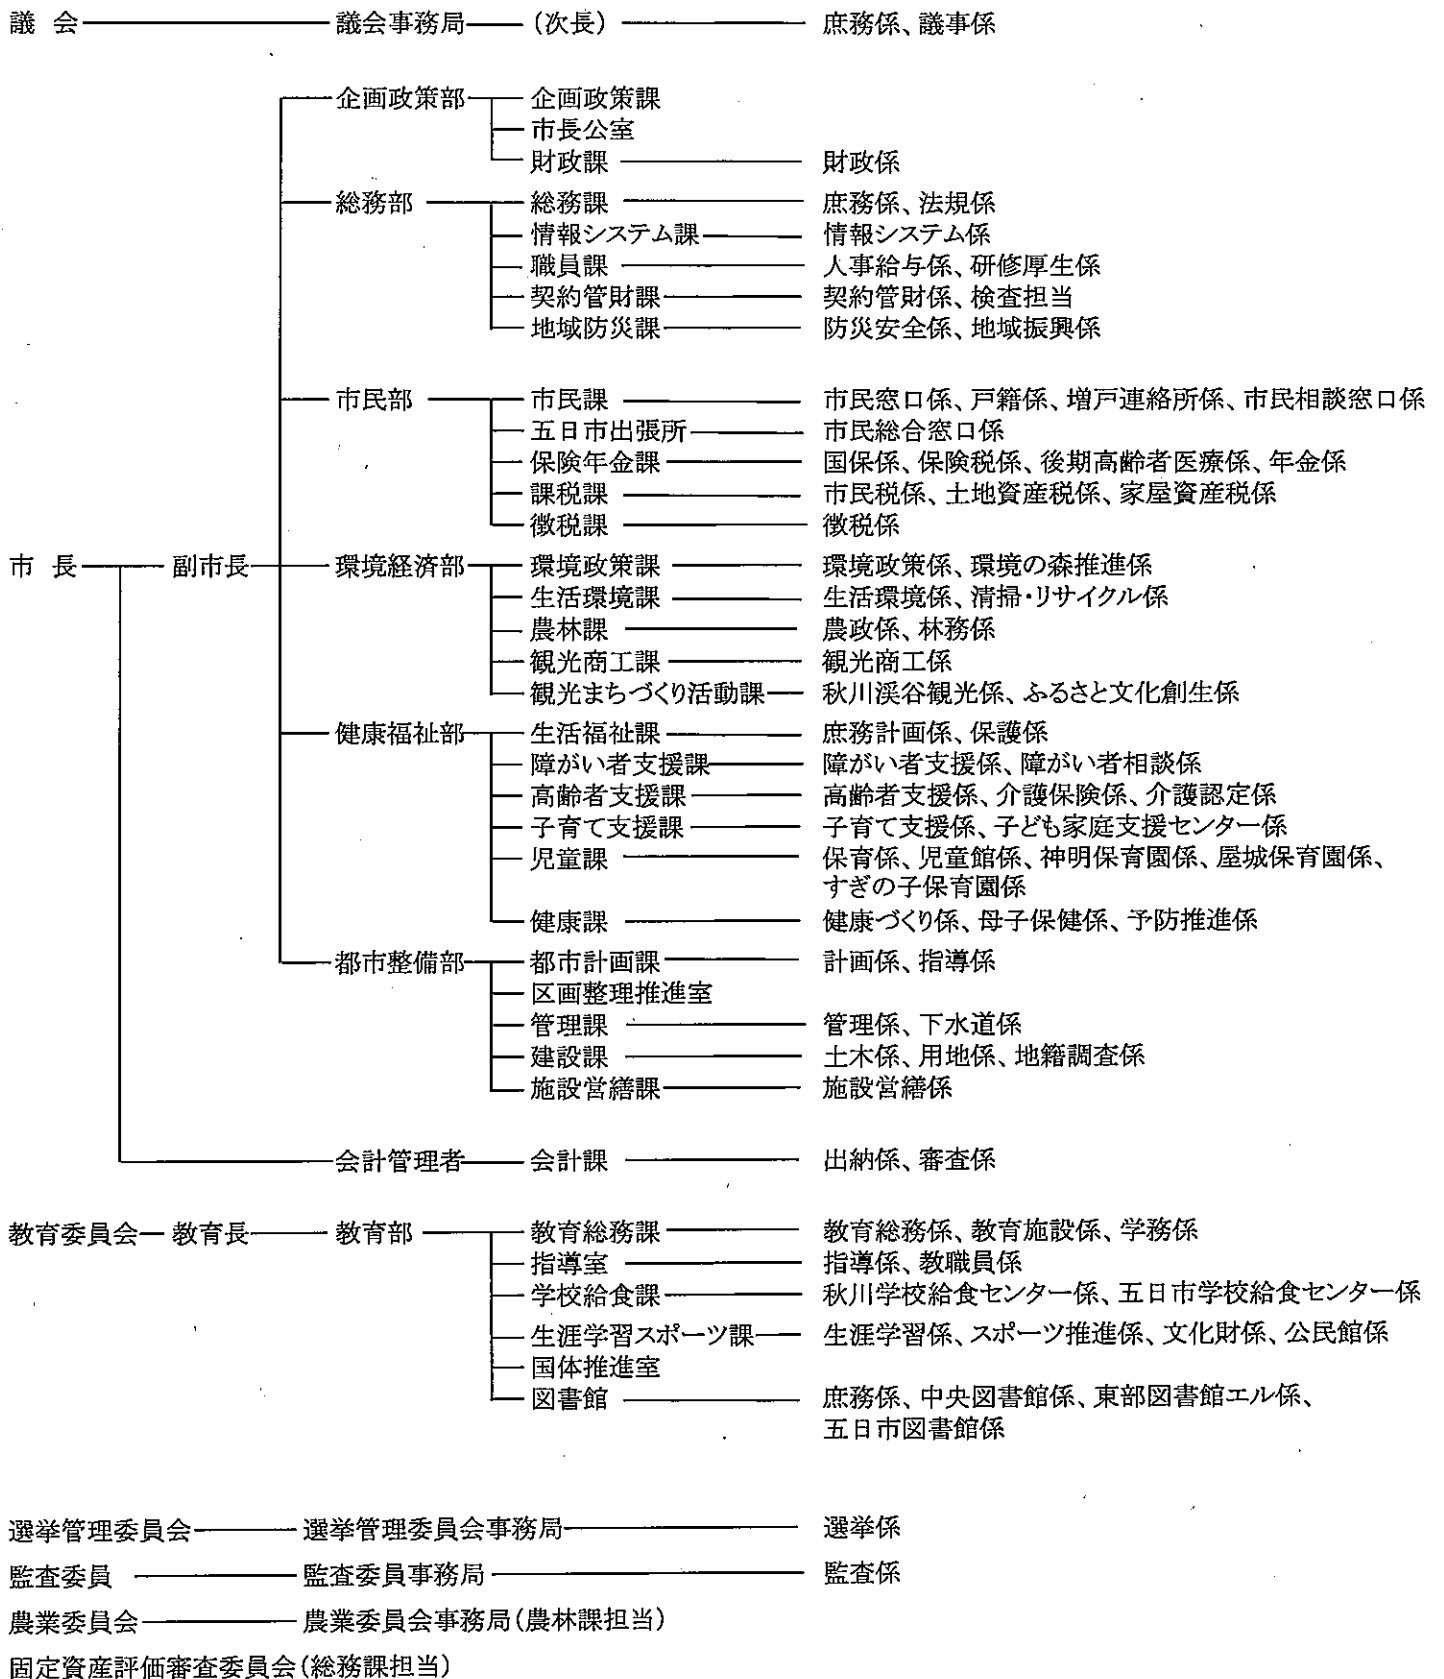 議 会 議会事務局 (次長) 庶務係、議事係
企画政策部 企画政策課
市長公室
財政課 財政係
総務部 総務課 庶務係、法規係
情報システム課 情報システム係
職員課 人事給与係、研修厚生係
契約管財課 契約管財係、検査担当
地域防災課 防災安全係、地域振興係
市民部 市民課 市民窓口係、戸籍係、増戸連絡所係、市民相談窓口係
五日市出張所 市民総合窓口係
保険年金課 国保係、保険税係、後期高齢者医療係、年金係
課税課 市民税係、土地資産税係、家屋資産税係
徴税課 徴税係
市 長 副市長 環境経済部 環境政策課 環境政策係、環境の森推進係
生活環境課 生活環境係、清掃・リサイクル係
農林課 農政係、林務係
観光商工課 観光商工係
観光まちづくり活動課 秋川渓谷観光係、ふるさと文化創生係
健康福祉部 生活福祉課 庶務計画係、保護係
障がい者支援課 障がい者支援係、障がい者相談係
高齢者支援課 高齢者支援係、介護保険係、介護認定係
子育て支援課 子育て支援係、子ども家庭支援センター係
児童課 保育係、児童館係、神明保育園係、屋城保育園係、
すぎの子保育園係
健康課 健康づくり係、母子保健係、予防推進係
都市整備部 都市計画課 計画係、指導係
区画整理推進室
管理課 管理係、下水道係
建設課 土木係、用地係、地籍調査係
施設営繕課 施設営繕係
会計管理者 会計課 出納係、審査係
教育委員会 教育長 教育部 教育総務課 教育総務係、教育施設係、学務係
指導室 指導係、教職員係
学校給食課 秋川学校給食センター係、五日市学校給食センター係
生涯学習スポーツ課 生涯学習係、スポーツ推進係、文化財係、公民館係
国体推進室
図書館 庶務係、中央図書館係、東部図書館エル係、
五日市図書館係
選挙管理委員会 選挙管理委員会事務局 選挙係
監査委員 監査委員事務局 監査係
農業委員会 農業委員会事務局(農林課担当)
固定資産評価審査委員会(総務課担当)